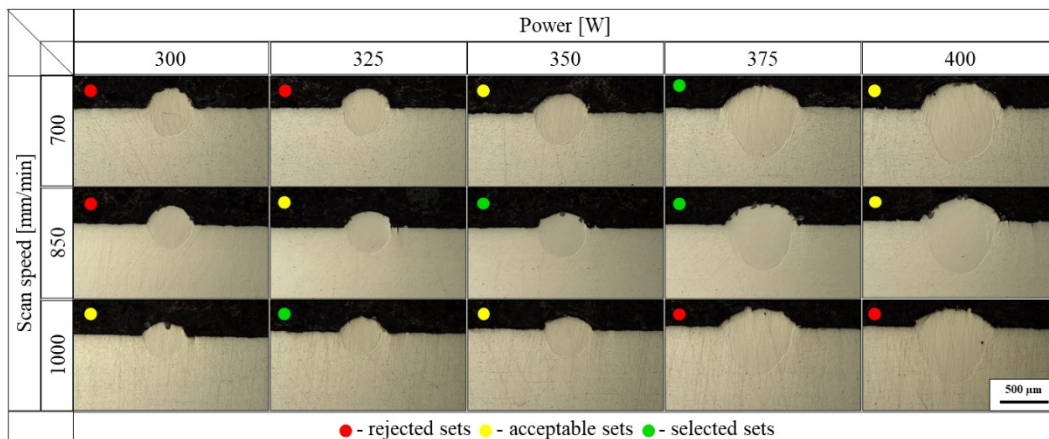 Power [W]
300 325 350 375 400
Scan speed [mm/min]
700
850
1000
500 µm
- rejected sets - acceptable sets - selected sets